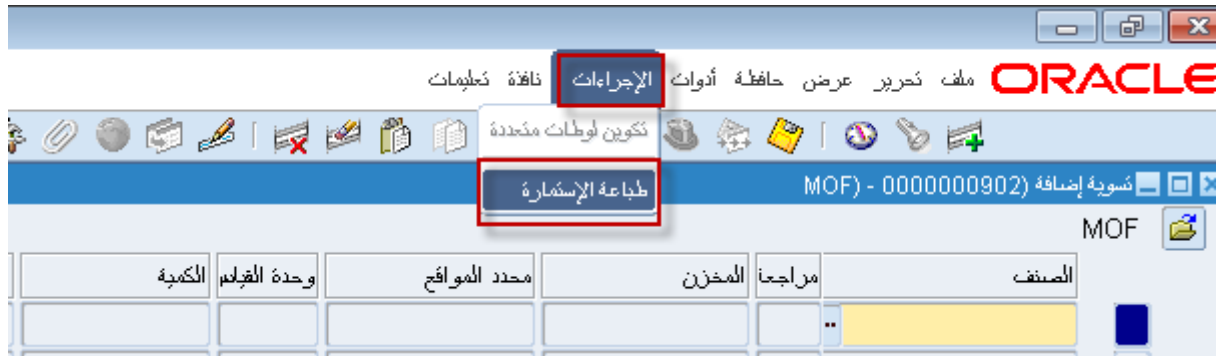 ORACLE ملف تحرير عرض حافظة أدوات الإجراءات نافذة تعليمات
تكوين لوطات متعددة
طباعة الإستمارة
تسوية إضافة (MOF) - 0000000902
MOF
الصنف مراجعة المخزن محدد المواقع وحدة القياس الكمية